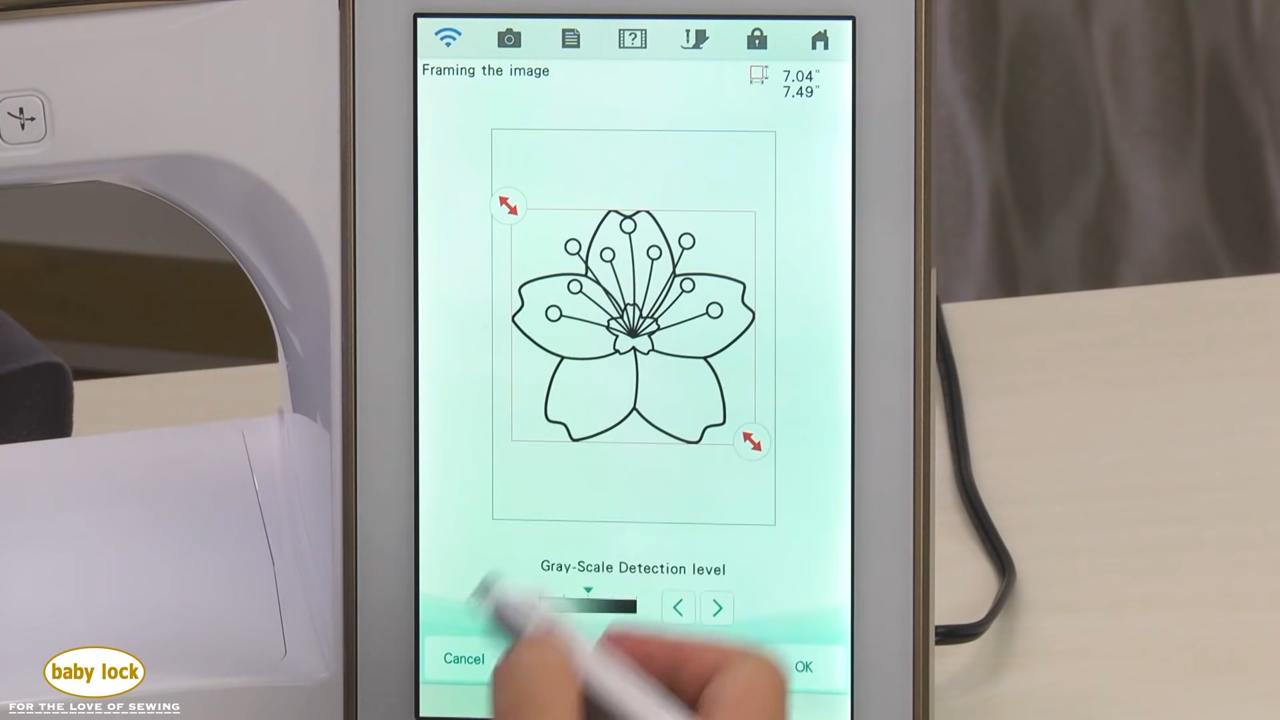 Framing the image
7.04"
7.49"
Gray-Scale Detection level
Cancel
OK
baby lock
FOR THE LOVE OF SEWING